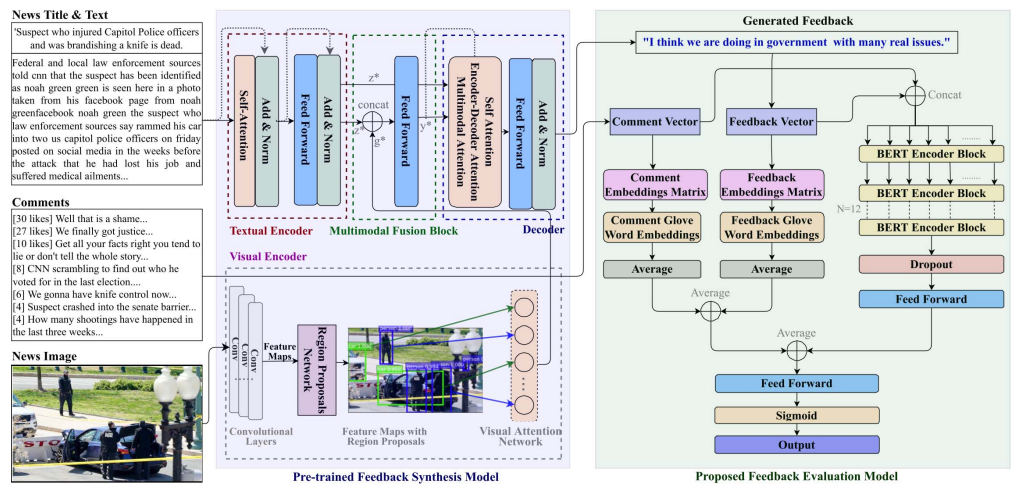 News Title & Text
'Suspect who injured Capitol Police officers
and was brandishing a knife is dead.
Federal and local law enforcement sources
told cnn that the suspect has been identified
as noah green green is seen here in a photo
taken from his facebook page from noah
greenfacebook noah green the suspect who
law enforcement sources say rammed his car
into two us capitol police officers on friday
posted on social media in the weeks before
the attack that he had lost his job and
suffered medical ailments...
Comments
[30 likes] Well that is a shame...
[27 likes] We finally got justice...
[10 likes] Get all your facts right you tend to
lie or don't tell the whole story...
[8] CNN scrambling to find out who he
voted for in the last election....
[6] We gonna have knife control now...
[4] Suspect crashed into the senate barrier...
[4] How many shootings have happened in
the last three weeks...
News Image
STO
Self-Attention
Add & Norm
Feed Forward
Add & Norm
z*
z*
concat
Feed Forward
y*
Self Attention
Encoder-Decoder Attention
Multimodal Attention
Feed Forward
Add & Norm
Textual Encoder
Multimodal Fusion Block
Decoder
Visual Encoder
Conv
Conv
Conv
Feature
Maps
Region Proposals
Network
Convolutional
Layers
Feature Maps with
Region Proposals
Visual Attention
Network
Pre-trained Feedback Synthesis Model
Generated Feedback
"I think we are doing in government with many real issues."
Comment Vector
Feedback Vector
Concat
Comment
Embeddings Matrix
Feedback
Embeddings Matrix
Comment Glove
Word Embeddings
Feedback Glove
Word Embeddings
Average
Average
Average
BERT Encoder Block
BERT Encoder Block
N=12
BERT Encoder Block
Dropout
Feed Forward
Average
Feed Forward
Sigmoid
Output
Proposed Feedback Evaluation Model